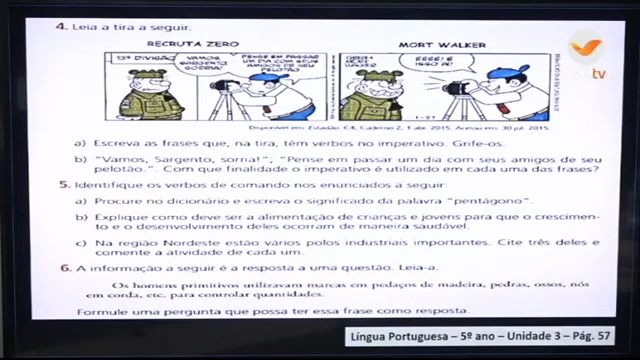 4. Leia a tira a seguir.
RECRUTA ZERO
MORT WALKER
13ª DIVISÃO
VAMOS, SARGENTO, SORRIA!
PENSE EM PASSAR
UM DIA COM SEUS
AMIGOS DE SEU
PELOTÃO.
ISSO AÍ!
tv
Disponível em: Estadão. C4, Caderno 2, 1 abr. 2015. Acesso em: 30 jul. 2015.
a) Escreva as frases que, na tira, têm verbos no imperativo. Grife-os.
b) "Vamos, Sargento, sorria!"; "Pense em passar um dia com seus amigos de seu
pelotão.". Com que finalidade o imperativo é utilizado em cada uma das frases?
5. Identifique os verbos de comando nos enunciados a seguir:
a) Procure no dicionário e escreva o significado da palavra "pentágono".
b) Explique como deve ser a alimentação de crianças e jovens para que o crescimen-
to e o desenvolvimento deles ocorram de maneira saudável.
c) Na região Nordeste estão vários polos industriais importantes. Cite três deles e
comente a atividade de cada um.
6. A informação a seguir é a resposta a uma questão. Leia-a.
Os homens primitivos utilizavam marcas em pedaços de madeira, pedras, ossos, nós
em corda, etc. para controlar quantidades.
Formule uma pergunta que possa ter essa frase como resposta.
Língua Portuguesa – 5º ano – Unidade 3 – Pág. 57